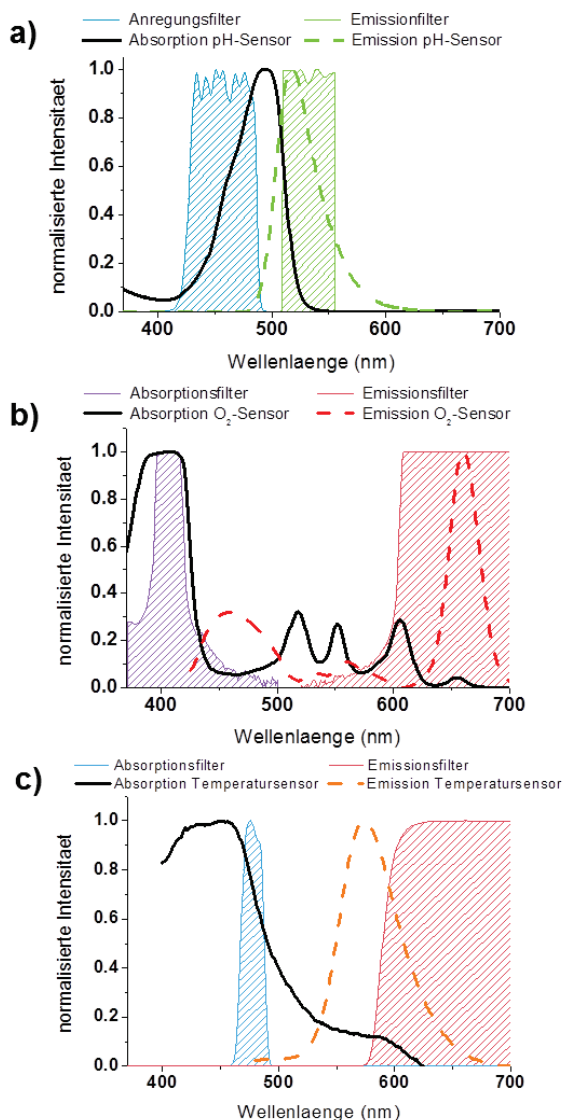 a)
Anregungsfilter Emissionfilter
Absorption pH-Sensor Emission pH-Sensor
normalisierte Intensitaet
1.0
0.8
0.6
0.4
0.2
0.0
400 500 600 700
Wellenlaenge (nm)
b)
Absorptionsfilter Emissionsfilter
Absorption O₂-Sensor Emission O₂-Sensor
normalisierte Intensitaet
1.0
0.8
0.6
0.4
0.2
0.0
400 500 600 700
Wellenlaenge (nm)
c)
Absorptionsfilter Emissionsfilter
Absorption Temperatursensor Emission Temperatursensor
normalisierte Intensitaet
1.0
0.8
0.6
0.4
0.2
0.0
400 500 600 700
Wellenlaenge (nm)